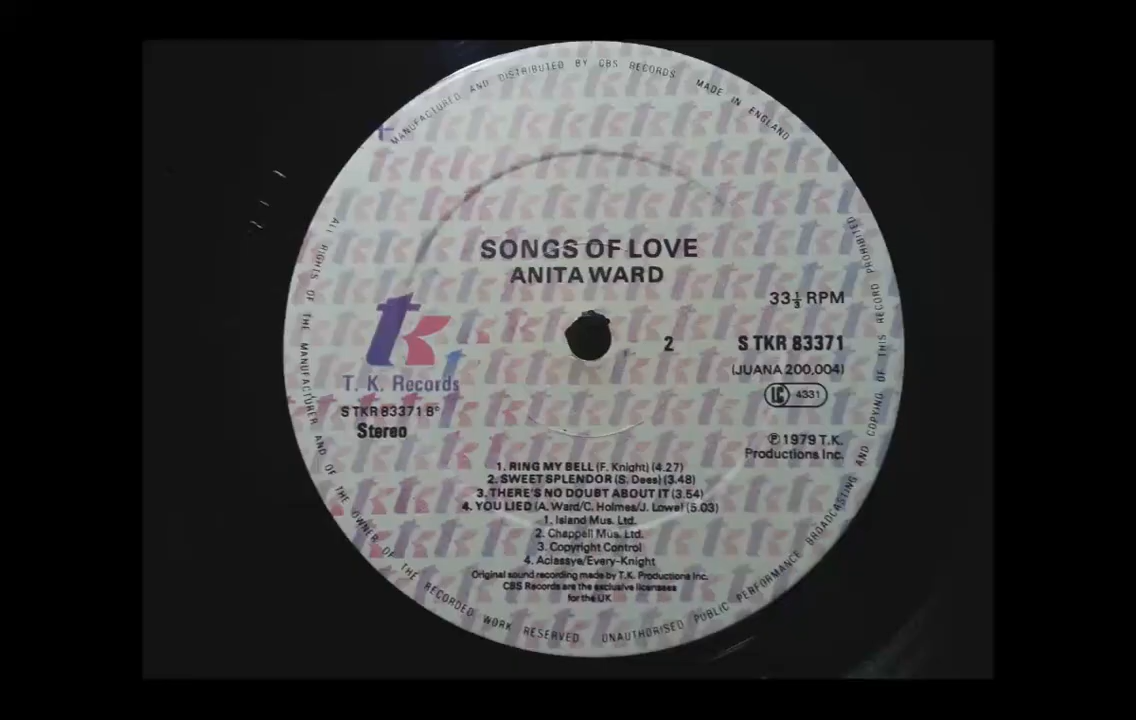 MANUFACTURED AND DISTRIBUTED BY CBS RECORDS MADE IN ENGLAND
SONGS OF LOVE
ANITA WARD
33⅓ RPM
2
S TKR 83371
(JUANA 200,004)
LC 4331
tk
T. K. Records
S TKR 83371 B°
Stereo
℗ 1979 T.K.
Productions Inc.
1. RING MY BELL (F. Knight) (4.27)
2. SWEET SPLENDOR (S. Dees) (3.48)
3. THERE'S NO DOUBT ABOUT IT (3.54)
4. YOU LIED (A. Ward/C. Holmes/J. Lowe) (5.03)
1. Island Mus. Ltd.
2. Chappell Mus. Ltd.
3. Copyright Control
4. Aclassye/Every-Knight
Original sound recording made by T.K. Productions Inc.
CBS Records are the exclusive licensees
for the UK
ALL RIGHTS OF THE MANUFACTURER AND OF THE OWNER OF THE RECORDED WORK RESERVED UNAUTHORISED PUBLIC PERFORMANCE BROADCASTING AND COPYING OF THIS RECORD PROHIBITED